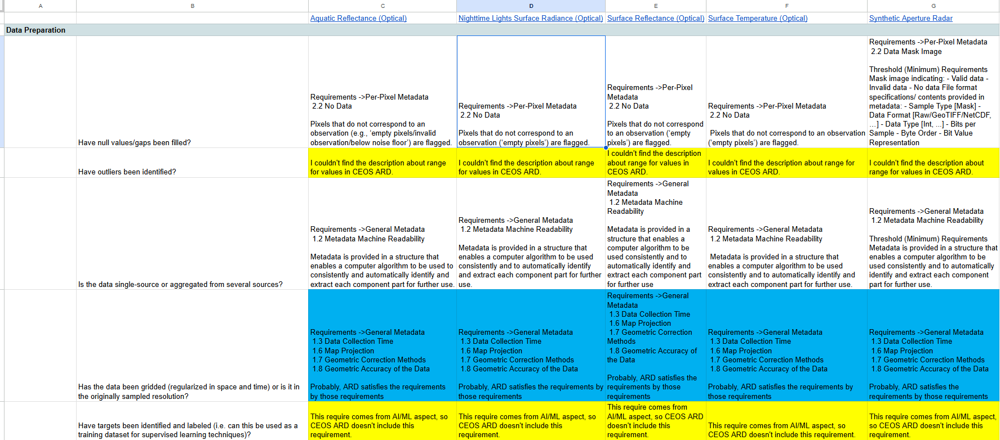 A B C D E F G
Aquatic Reflectance (Optical)
Nighttime Lights Surface Radiance (Optical)
Surface Reflectance (Optical)
Surface Temperature (Optical)
Synthetic Aperture Radar
Data Preparation
Have null values/gaps been filled?
Requirements ->Per-Pixel Metadata
2.2 No Data
Pixels that do not correspond to an
observation (e.g., ‘empty pixels/invalid
observation/below noise floor’) are flagged.
Requirements ->Per-Pixel Metadata
2.2 No Data
Pixels that do not correspond to an
observation (‘empty pixels’) are flagged.
Requirements ->Per-Pixel
Metadata
2.2 No Data
Pixels that do not correspond
to an observation (‘empty
pixels’) are flagged.
Requirements ->Per-Pixel Metadata
2.2 No Data
Pixels that do not correspond to an observation
(‘empty pixels’) are flagged.
Requirements ->Per-Pixel Metadata
2.2 Data Mask Image
Threshold (Minimum) Requirements
Mask image indicating: - Valid data -
Invalid data - No data File format
specifications/ contents provided in
metadata: - Sample Type [Mask] -
Data Format [Raw/GeoTIFF/NetCDF,
...] - Data Type [Int, ...] - Bits per
Sample - Byte Order - Bit Value
Representation
Have outliers been identified?
I couldn't find the description about range
for values in CEOS ARD.
I couldn't find the description about range
for values in CEOS ARD.
I couldn't find the description
about range for values in
CEOS ARD.
I couldn't find the description about range for
values in CEOS ARD.
I couldn't find the description about
range for values in CEOS ARD.
Is the data single-source or aggregated from several sources?
Requirements ->General Metadata
1.2 Metadata Machine Readability
Metadata is provided in a structure that
enables a computer algorithm to be used to
consistently and automatically identify and
extract each component part for further use.
Requirements ->General Metadata
1.2 Metadata Machine Readability
Metadata is provided in a structure that
enables a computer algorithm to be used
consistently and to automatically identify
and extract each component part for further
use.
Requirements ->General
Metadata
1.2 Metadata Machine
Readability
Metadata is provided in a
structure that enables a
computer algorithm to be
used consistently and to
automatically identify and
extract each component part
for further use
Requirements ->General Metadata
1.2 Metadata Machine Readability
Metadata is provided in a structure that
enables a computer algorithm to be used
consistently and to automatically identify and
extract each component part for further use.
Requirements ->General Metadata
1.2 Metadata Machine Readability
Threshold (Minimum) Requirements
Metadata is provided in a structure that
enables a computer algorithm to be
used consistently and to automatically
identify and extract each component
part for further use.
Has the data been gridded (regularized in space and time) or is it in
the originally sampled resolution?
Requirements ->General Metadata
1.3 Data Collection Time
1.6 Map Projection
1.7 Geometric Correction Methods
1.8 Geometric Accuracy of the Data
Probably, ARD satisfies the requirements
by those requirements
Requirements ->General Metadata
1.3 Data Collection Time
1.6 Map Projection
1.7 Geometric Correction Methods
1.8 Geometric Accuracy of the Data
Probably, ARD satisfies the requirements by
those requirements
Requirements ->General
Metadata
1.3 Data Collection Time
1.6 Map Projection
1.7 Geometric Correction
Methods
1.8 Geometric Accuracy of
the Data
Probably, ARD satisfies the
requirements by those
requirements
Requirements ->General Metadata
1.3 Data Collection Time
1.6 Map Projection
1.7 Geometric Correction Methods
1.8 Geometric Accuracy of the Data
Probably, ARD satisfies the requirements by
those requirements
Requirements ->General Metadata
1.3 Data Collection Time
1.6 Map Projection
1.7 Geometric Correction Methods
1.8 Geometric Accuracy of the Data
Probably, ARD satisfies the
requirements by those requirements
Have targets been identified and labeled (i.e. can this be used as a
training dataset for supervised learning techniques)?
This require comes from AI/ML aspect, so
CEOS ARD doesn't include this
requirement.
This require comes from AI/ML aspect, so
CEOS ARD doesn't include this
requirement.
This require comes from
AI/ML aspect, so CEOS ARD
doesn't include this
requirement.
This require comes from AI/ML aspect, so
CEOS ARD doesn't include this requirement.
This require comes from AI/ML aspect,
so CEOS ARD doesn't include this
requirement.